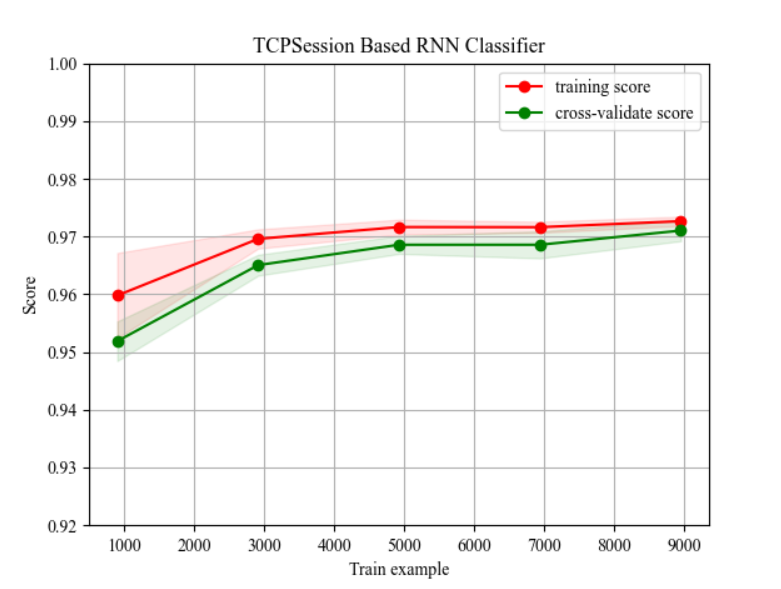 TCPSession Based RNN Classifier
training score
cross-validate score
1.00
0.99
0.98
0.97
0.96
0.95
0.94
0.93
0.92
Score
1000 2000 3000 4000 5000 6000 7000 8000 9000
Train example